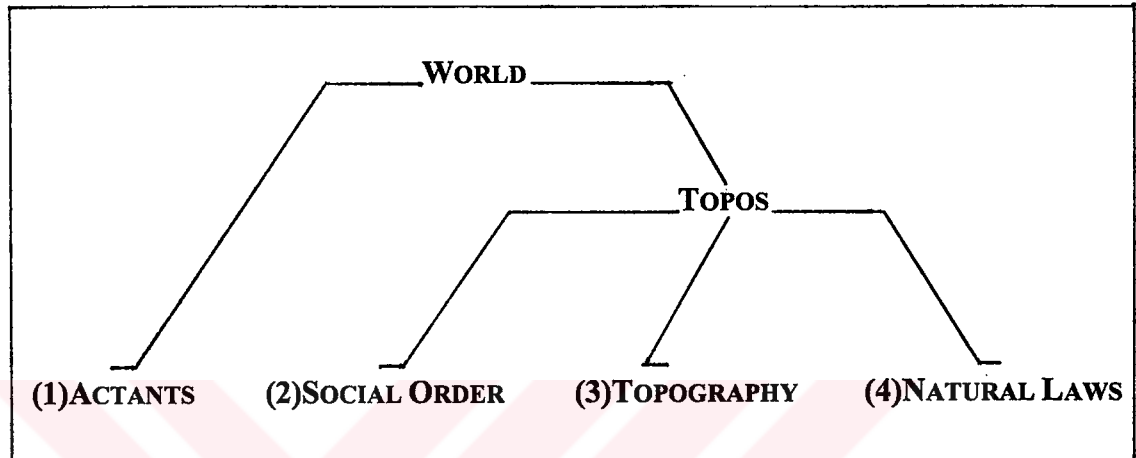 WORLD
TOPOS
(1)ACTANTS (2)SOCIAL ORDER (3)TOPOGRAPHY (4)NATURAL LAWS